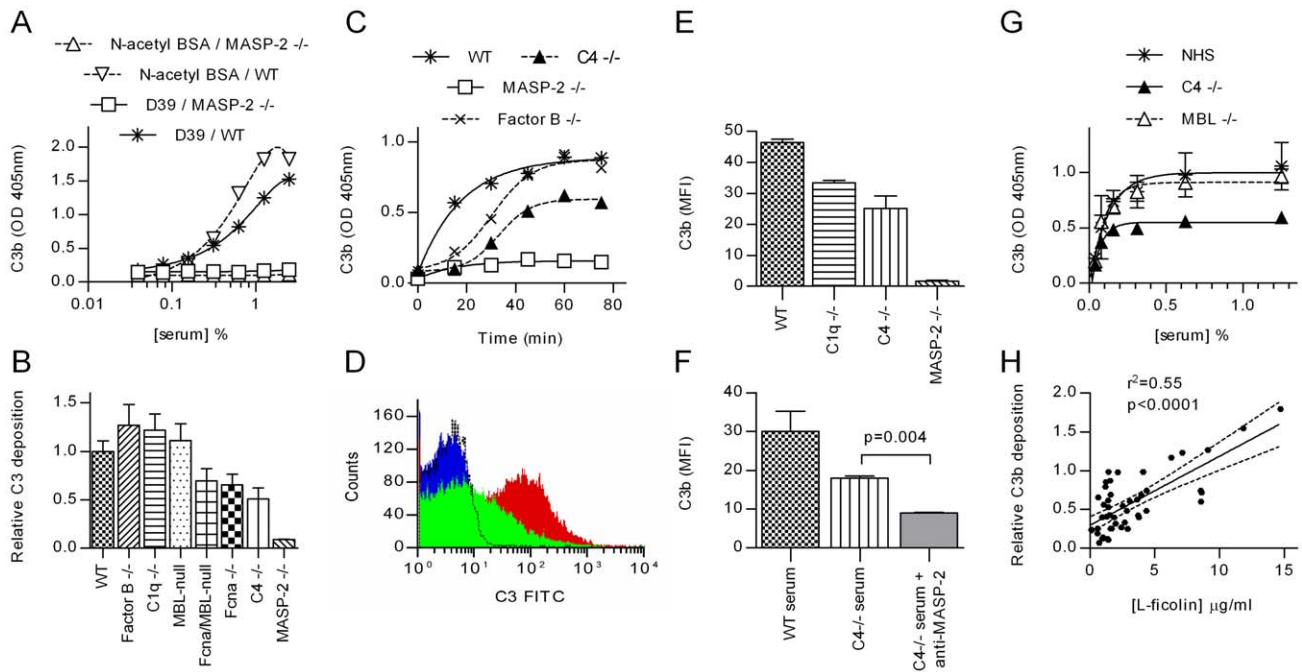 A
N-acetyl BSA / MASP-2 -/-
N-acetyl BSA / WT
D39 / MASP-2 -/-
D39 / WT
C3b (OD 405nm)
2.0
1.5
1.0
0.5
0.0
0.01 0.1 1
[serum] %
B
Relative C3 deposition
1.5
1.0
0.5
0.0
WT
Factor B -/-
C1q -/-
MBL-null
Fcna/MBL-null
Fcna -/-
C4 -/-
MASP-2 -/-
C
WT C4 -/-
MASP-2 -/-
Factor B -/-
C3b (OD 405nm)
1.0
0.5
0.0
0 20 40 60 80
Time (min)
D
Counts
160
120
80
40
0
10⁰ 10¹ 10² 10³ 10⁴
C3 FITC
E
C3b (MFI)
50
40
30
20
10
0
WT
C1q -/-
C4 -/-
MASP-2 -/-
F
C3b (MFI)
40
30
20
10
0
p=0.004
WT serum
C4-/- serum
C4-/- serum +
anti-MASP-2
G
NHS
C4 -/-
MBL -/-
C3b (OD 405nm)
1.0
0.5
0.0
0.0 0.5 1.0
[serum] %
H
Relative C3b deposition
2.0
1.5
1.0
0.5
0.0
r²=0.55
p<0.0001
0 5 10 15
[L-ficolin] µg/ml